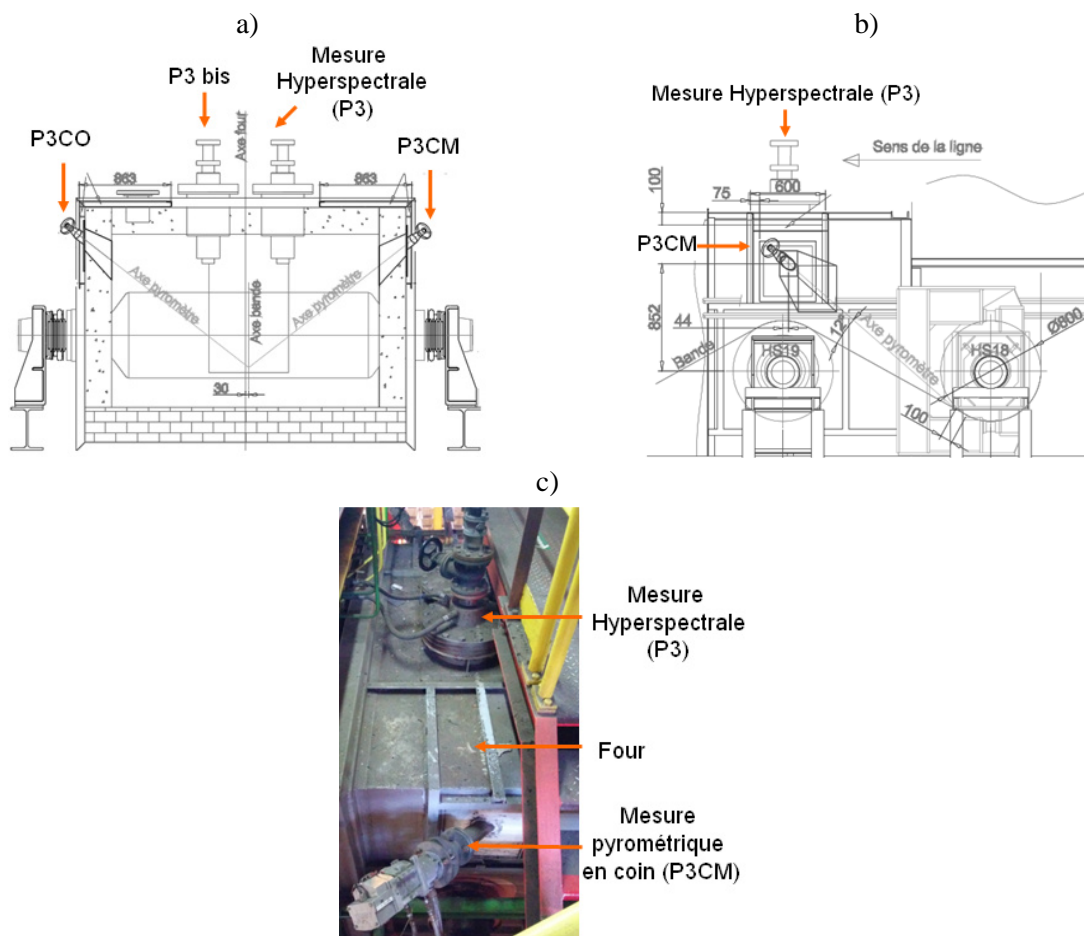 a)
b)
Mesure
Hyperspectrale
(P3)
P3 bis
P3CO
P3CM
Axe four
863
863
Axe pyromètre
Axe bande
Axe pyromètre
30
Mesure Hyperspectrale (P3)
Sens de la ligne
100
75
600
P3CM
852
44
Bande
HS19
12°
Axe pyromètre
HS18
Ø800
100
c)
Mesure
Hyperspectrale
(P3)
Four
Mesure
pyrométrique
en coin (P3CM)